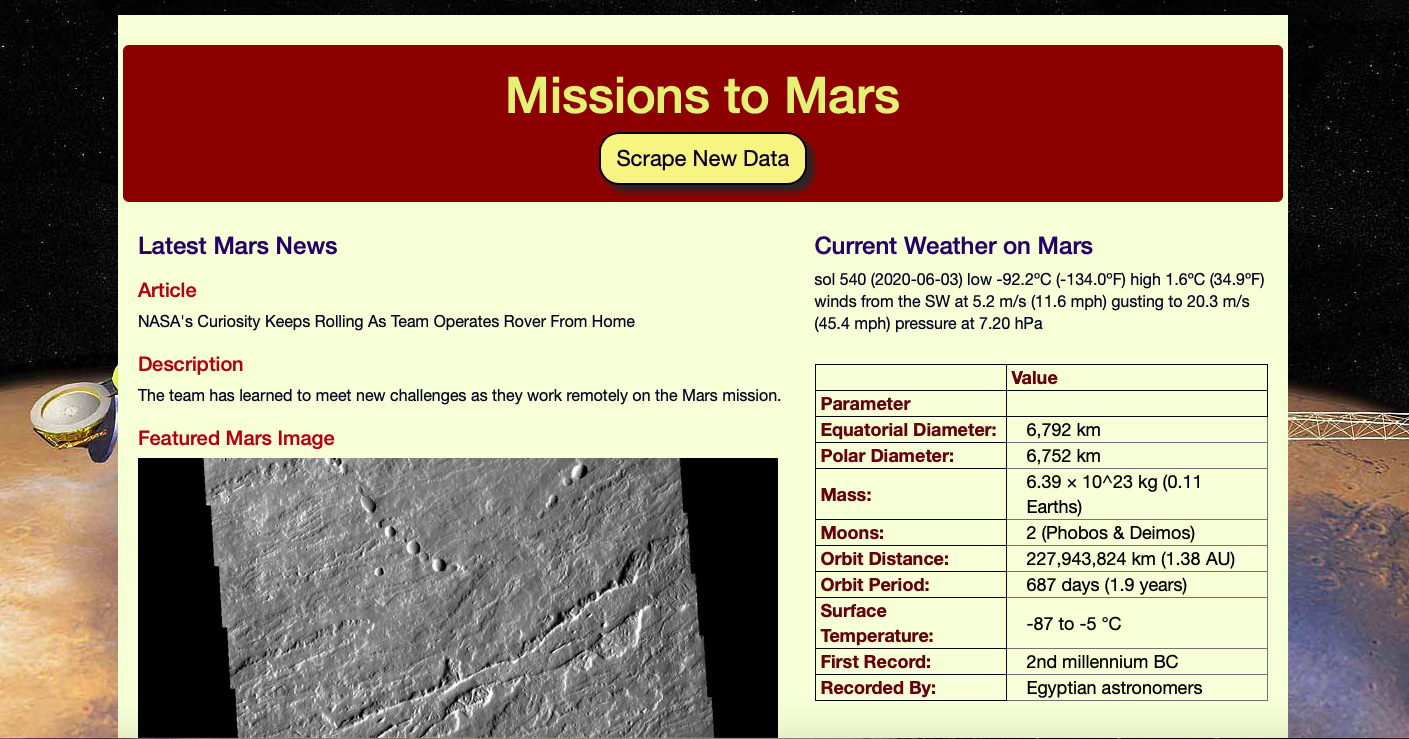 Missions to Mars
Scrape New Data
Latest Mars News
Article
NASA's Curiosity Keeps Rolling As Team Operates Rover From Home
Description
The team has learned to meet new challenges as they work remotely on the Mars mission.
Featured Mars Image
Current Weather on Mars
sol 540 (2020-06-03) low -92.2ºC (-134.0ºF) high 1.6ºC (34.9ºF)
winds from the SW at 5.2 m/s (11.6 mph) gusting to 20.3 m/s
(45.4 mph) pressure at 7.20 hPa
Value
Parameter
Equatorial Diameter: 6,792 km
Polar Diameter: 6,752 km
Mass: 6.39 × 10^23 kg (0.11
Earths)
Moons: 2 (Phobos & Deimos)
Orbit Distance: 227,943,824 km (1.38 AU)
Orbit Period: 687 days (1.9 years)
Surface
Temperature: -87 to -5 °C
First Record: 2nd millennium BC
Recorded By: Egyptian astronomers